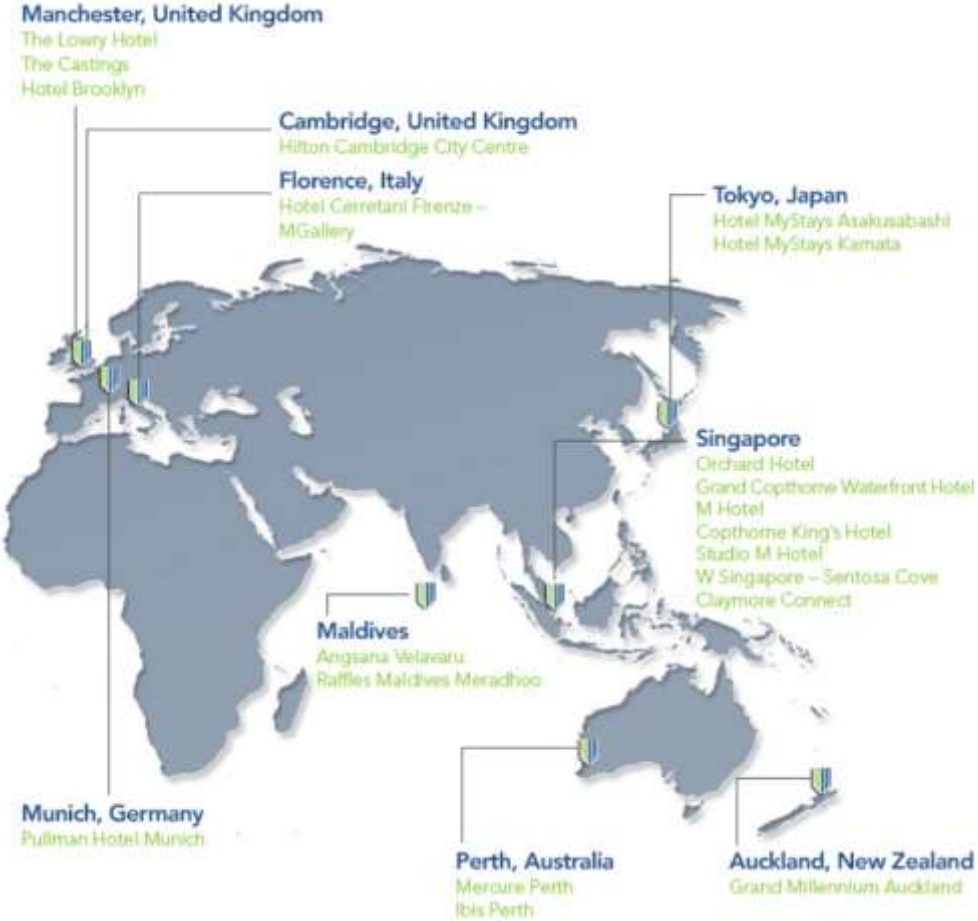 Manchester, United Kingdom
The Lowry Hotel
The Castings
Hotel Brooklyn
Cambridge, United Kingdom
Hilton Cambridge City Centre
Florence, Italy
Hotel Cerretani Firenze –
MGallery
Tokyo, Japan
Hotel MyStays Asakusabashi
Hotel MyStays Kamata
Singapore
Orchard Hotel
Grand Copthorne Waterfront Hotel
M Hotel
Copthorne King's Hotel
Studio M Hotel
W Singapore – Sentosa Cove
Claymore Connect
Maldives
Angsana Velavaru
Raffles Maldives Meradhoo
Munich, Germany
Pullman Hotel Munich
Perth, Australia
Mercure Perth
Ibis Perth
Auckland, New Zealand
Grand Millennium Auckland